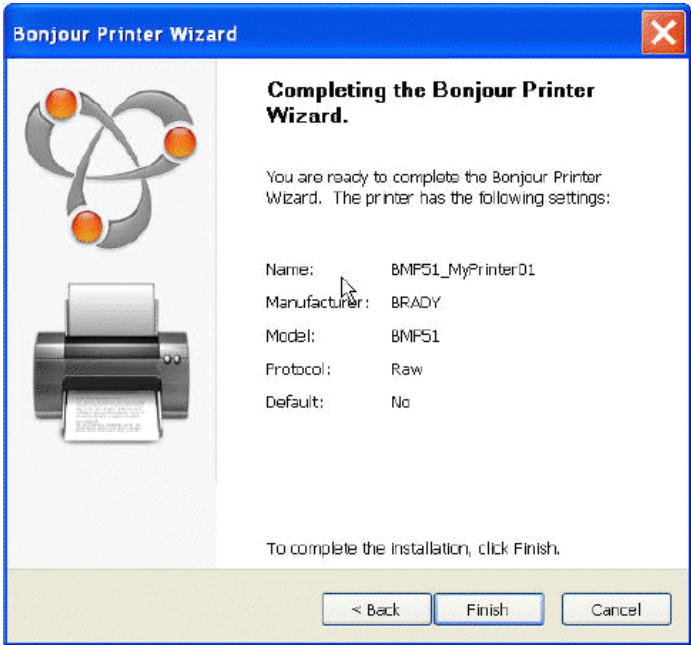 Bonjour Printer Wizard
Completing the Bonjour Printer
Wizard.
You are ready to complete the Bonjour Printer
Wizard. The printer has the following settings:
Name: BMP51_MyPrinter01
Manufacturer: BRADY
Model: BMP51
Protocol: Raw
Default: No
To complete the installation, click Finish.
< Back Finish Cancel